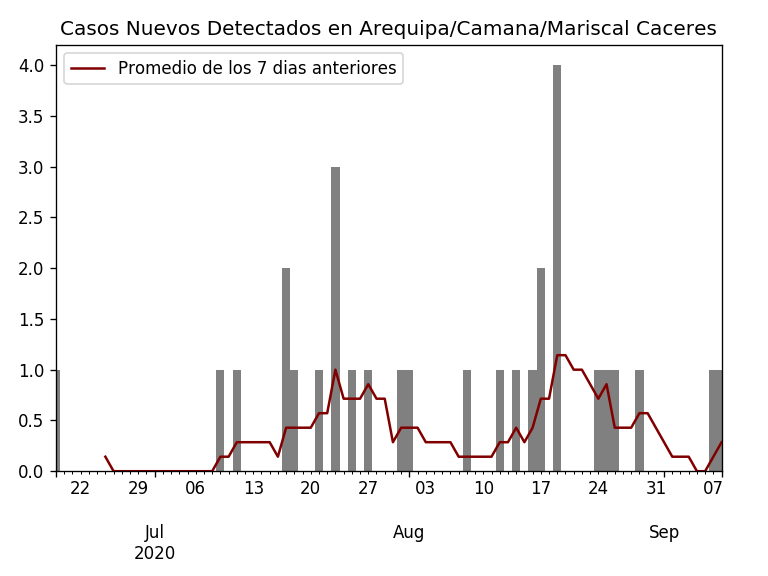 Casos Nuevos Detectados en Arequipa/Camana/Mariscal Caceres
Promedio de los 7 dias anteriores
4.0
3.5
3.0
2.5
2.0
1.5
1.0
0.5
0.0
22 29 06 13 20 27 03 10 17 24 31 07
Jul Aug Sep
2020